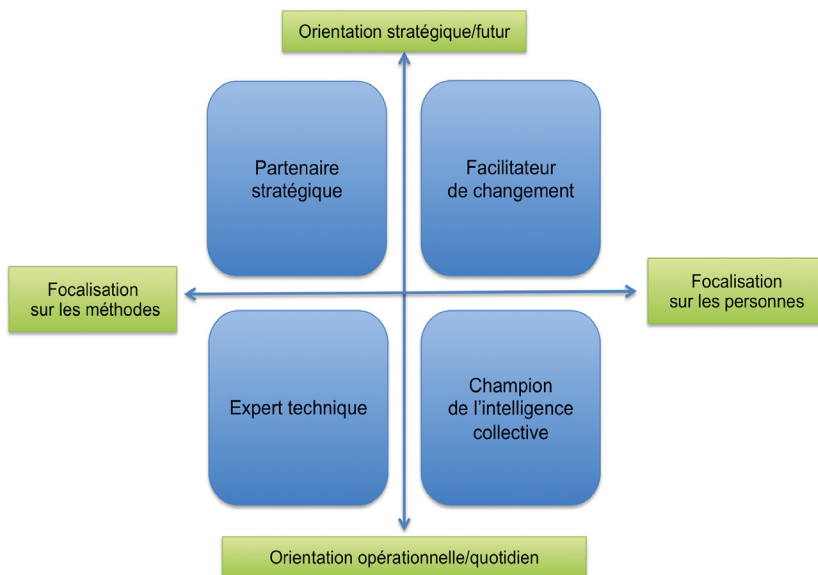 Orientation stratégique/futur
Partenaire
stratégique
Facilitateur
de changement
Focalisation
sur les méthodes
Focalisation
sur les personnes
Expert technique
Champion
de l'intelligence
collective
Orientation opérationnelle/quotidien